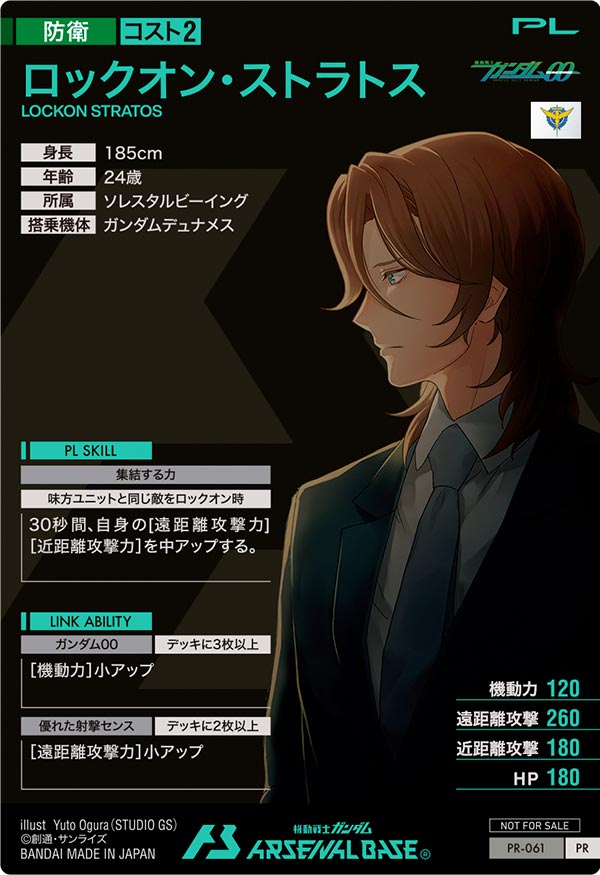 防衛 コスト2
PL
ロックオン・ストラトス
LOCKON STRATOS
ガンダム00
身長 185cm
年齢 24歳
所属 ソレスタルビーイング
搭乗機体 ガンダムデュナメス
PL SKILL
集結する力
味方ユニットと同じ敵をロックオン時
30秒間、自身の[遠距離攻撃力]
[近距離攻撃力]を中アップする。
LINK ABILITY
ガンダム00 デッキに3枚以上
[機動力]小アップ
優れた射撃センス デッキに2枚以上
[遠距離攻撃力]小アップ
機動力 120
遠距離攻撃 260
近距離攻撃 180
HP 180
illust Yuto Ogura(STUDIO GS)
©創通・サンライズ
BANDAI MADE IN JAPAN
機動戦士ガンダム
AB ARSENAL BASE®
NOT FOR SALE
PR-061 PR